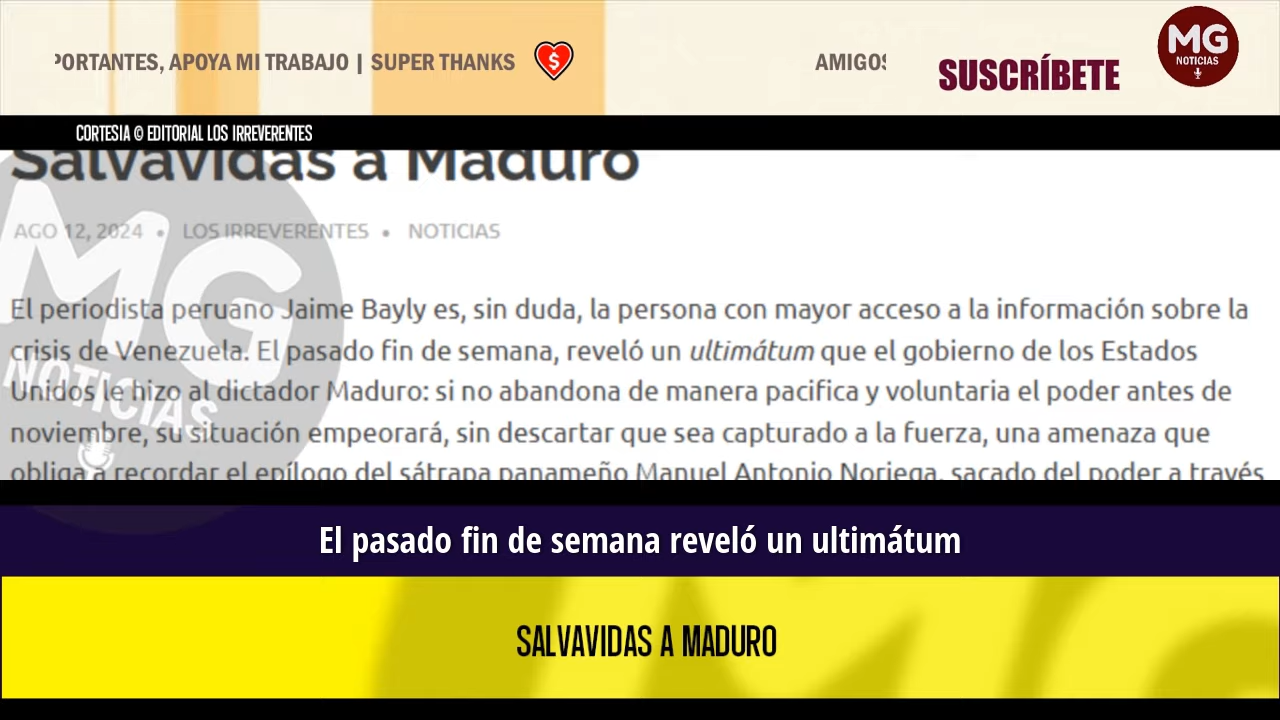 PORTANTES, APOYA MI TRABAJO | SUPER THANKS
AMIGOS
SUSCRÍBETE
MG
NOTICIAS
CORTESIA © EDITORIAL LOS IRREVERENTES
Salvavidas a Maduro
AGO 12, 2024 • LOS IRREVERENTES • NOTICIAS
El periodista peruano Jaime Bayly es, sin duda, la persona con mayor acceso a la información sobre la
crisis de Venezuela. El pasado fin de semana, reveló un ultimátum que el gobierno de los Estados
Unidos le hizo al dictador Maduro: si no abandona de manera pacifica y voluntaria el poder antes de
noviembre, su situación empeorará, sin descartar que sea capturado a la fuerza, una amenaza que
obliga a recordar el epílogo del sátrapa panameño Manuel Antonio Noriega, sacado del poder a través
MG
NOTICIAS
El pasado fin de semana reveló un ultimátum
SALVAVIDAS A MADURO